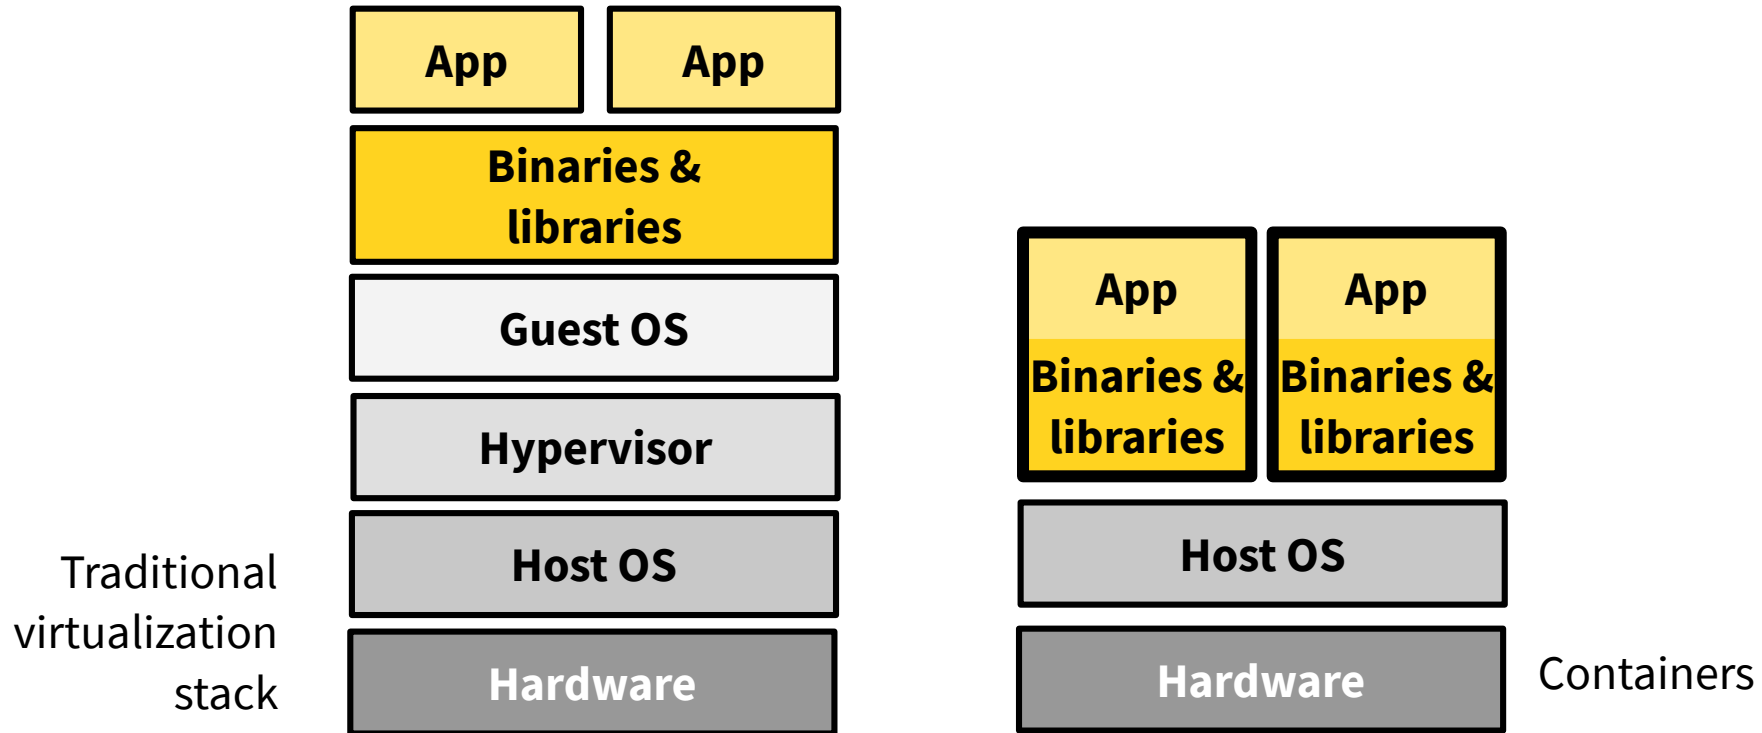 App
App
Binaries &
libraries
Guest OS
Hypervisor
Host OS
Hardware
Traditional
virtualization
stack
App
App
Binaries &
libraries
Binaries &
libraries
Host OS
Hardware
Containers